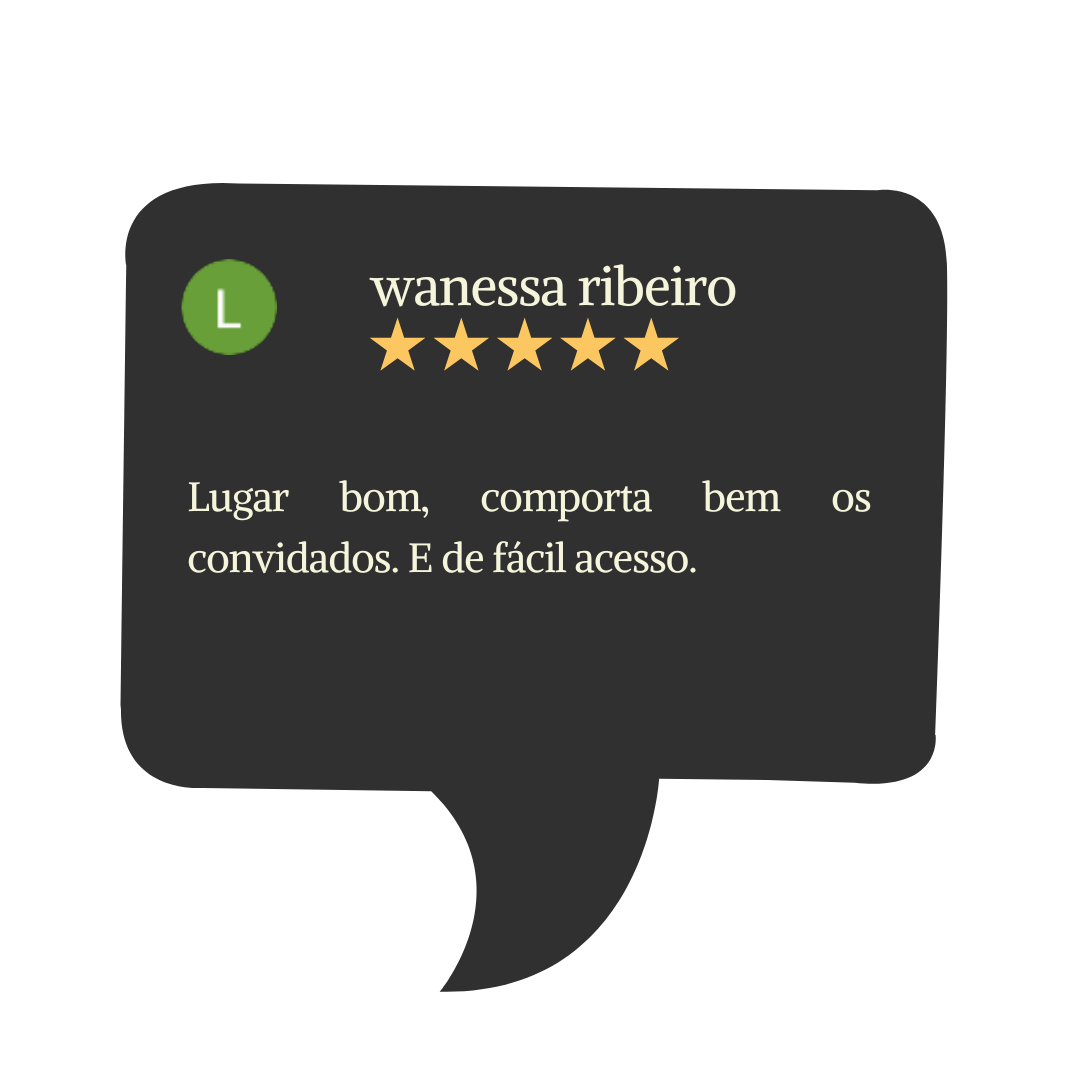 L
wanessa ribeiro
Lugar bom, comporta bem os
convidados. E de fácil acesso.